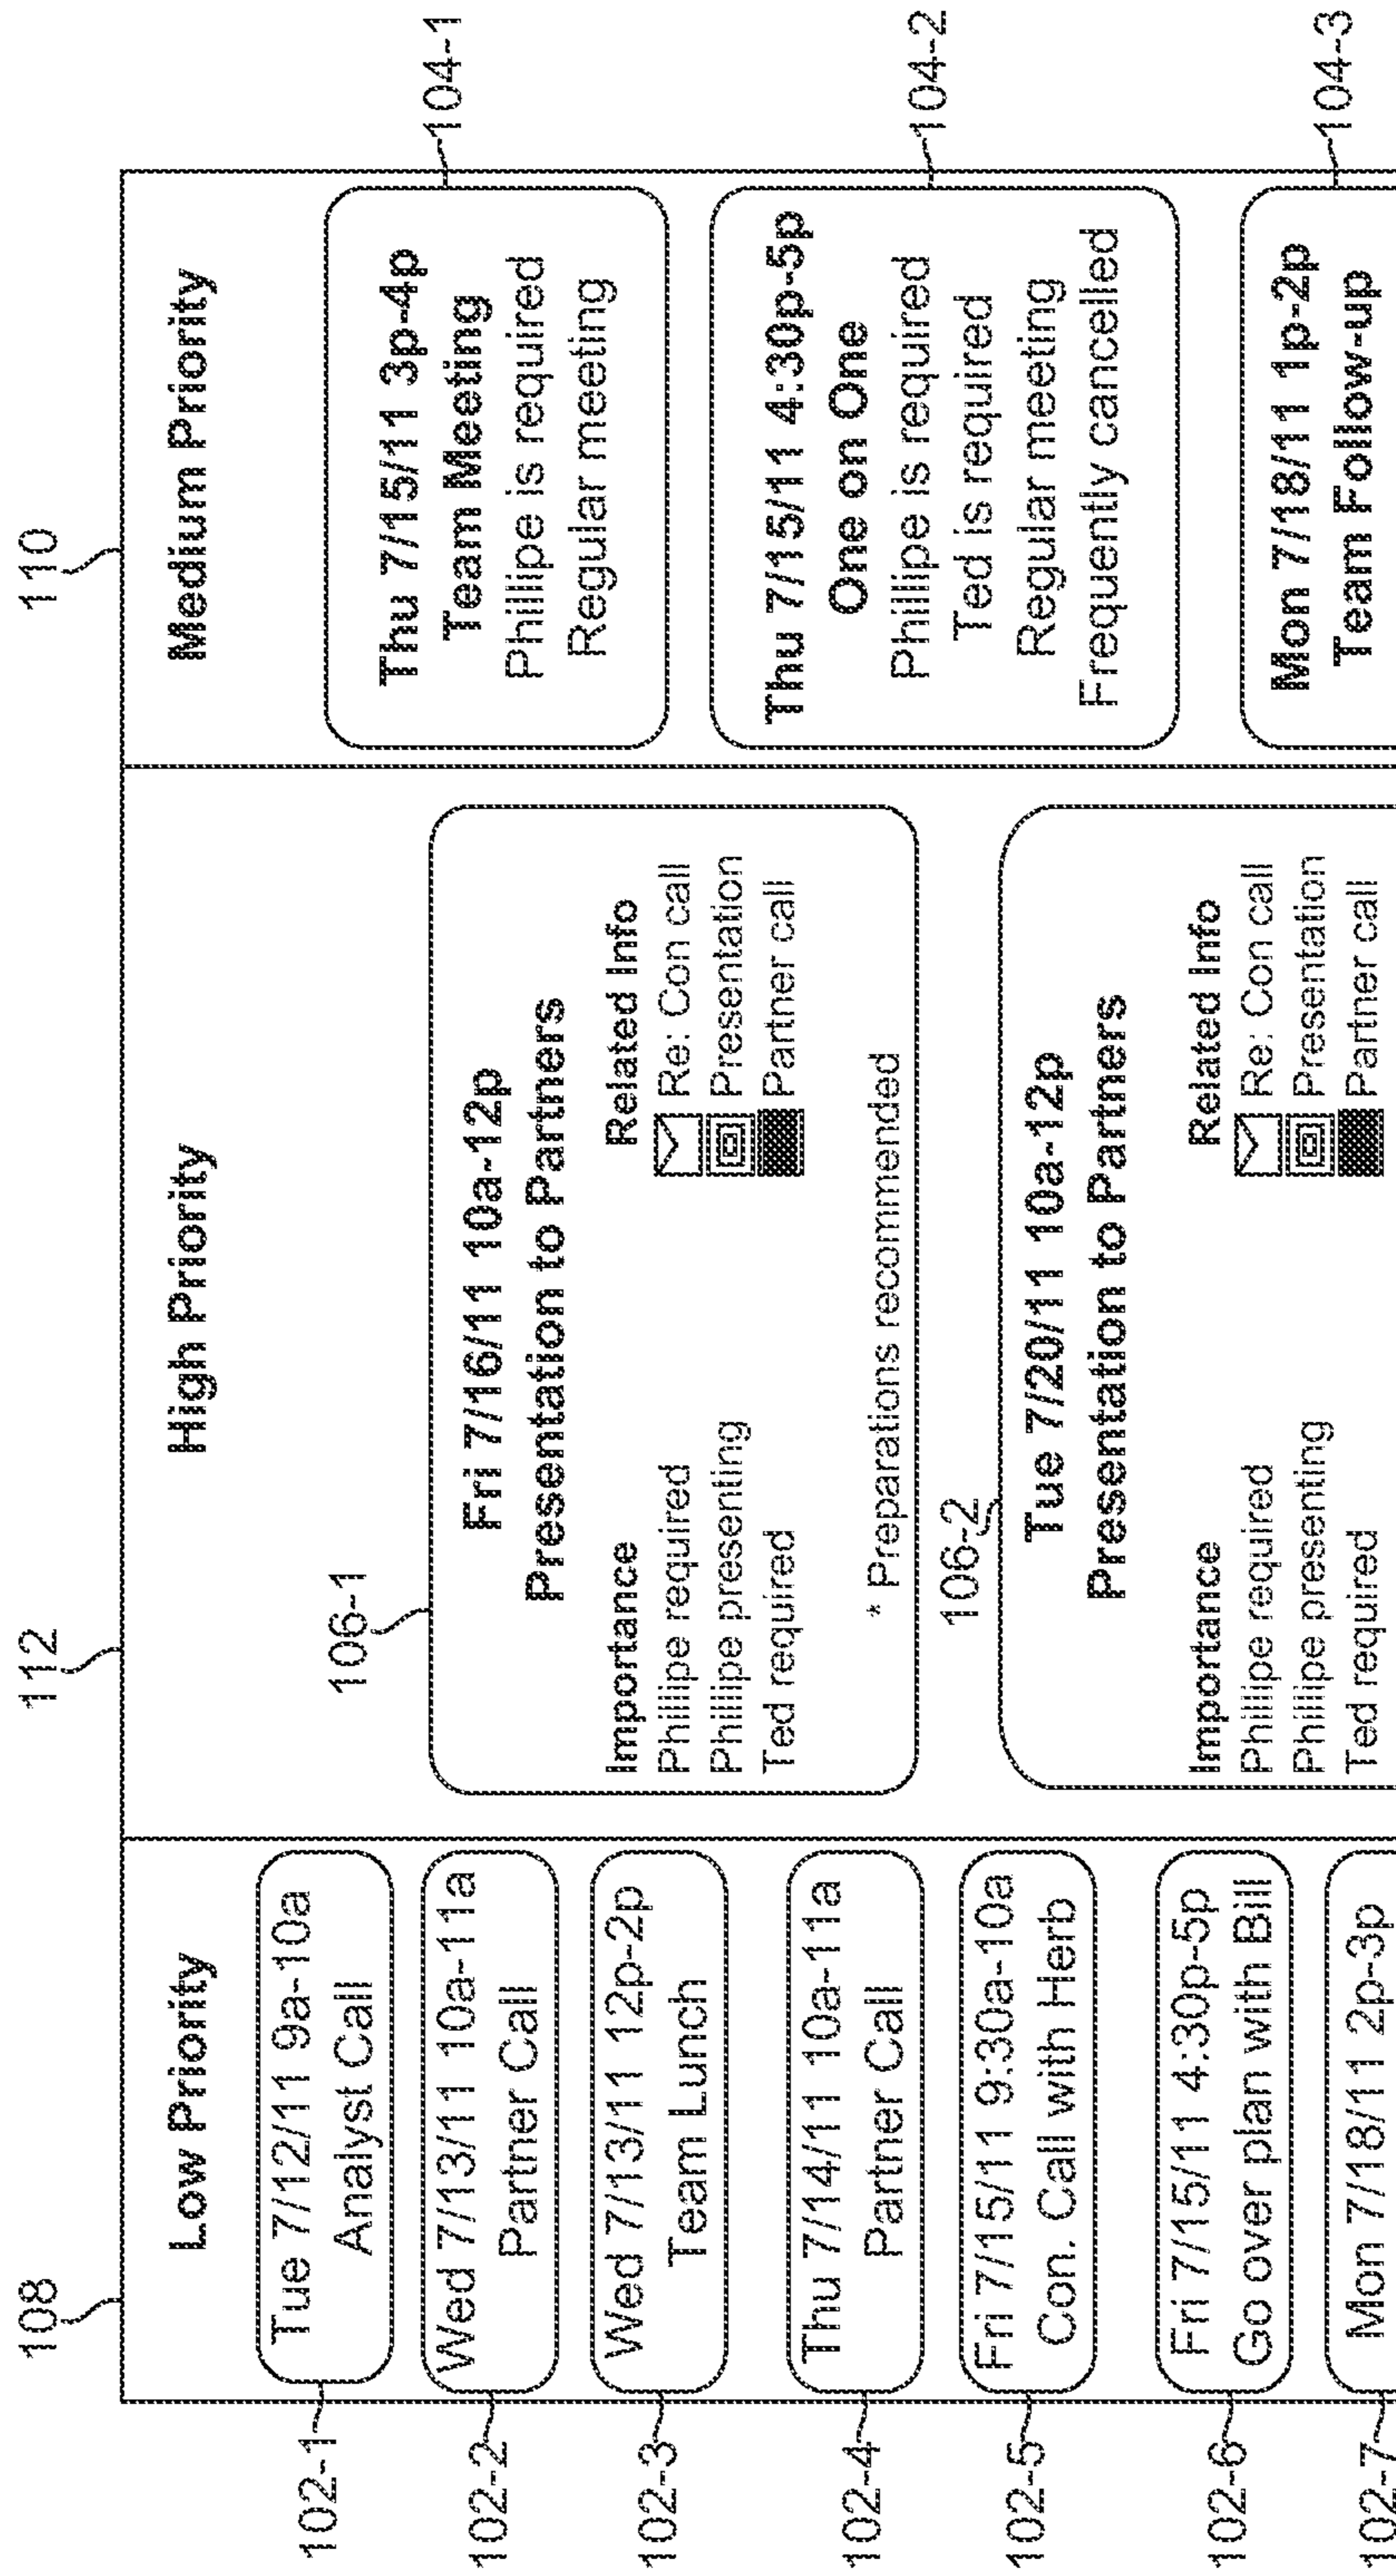 108
112
110
Low Priority
102-1
Tue 7/12/11 9a-10a
Analyst Call
102-2
Wed 7/13/11 10a-11a
Partner Call
102-3
Wed 7/13/11 12p-2p
Team Lunch
102-4
Thu 7/14/11 10a-11a
Partner Call
102-5
Fri 7/15/11 9:30a-10a
Con. Call with Herb
102-6
Fri 7/15/11 4:30p-5p
Go over plan with Bill
102-7
Mon 7/18/11 2p-3p
High Priority
106-1
Fri 7/16/11 10a-12p
Presentation to Partners
Importance
Phillipe required
Phillipe presenting
Ted required
Related Info
Re: Con call
Presentation
Partner call
* Preparations recommended
106-2
Tue 7/20/11 10a-12p
Presentation to Partners
Importance
Phillipe required
Phillipe presenting
Ted required
Related Info
Re: Con call
Presentation
Partner call
Medium Priority
Thu 7/15/11 3p-4p
Team Meeting
Phillipe is required
Regular meeting
104-1
Thu 7/15/11 4:30p-5p
One on One
Phillipe is required
Ted is required
Regular meeting
Frequently cancelled
104-2
Mon 7/18/11 1p-2p
Team Follow-up
104-3